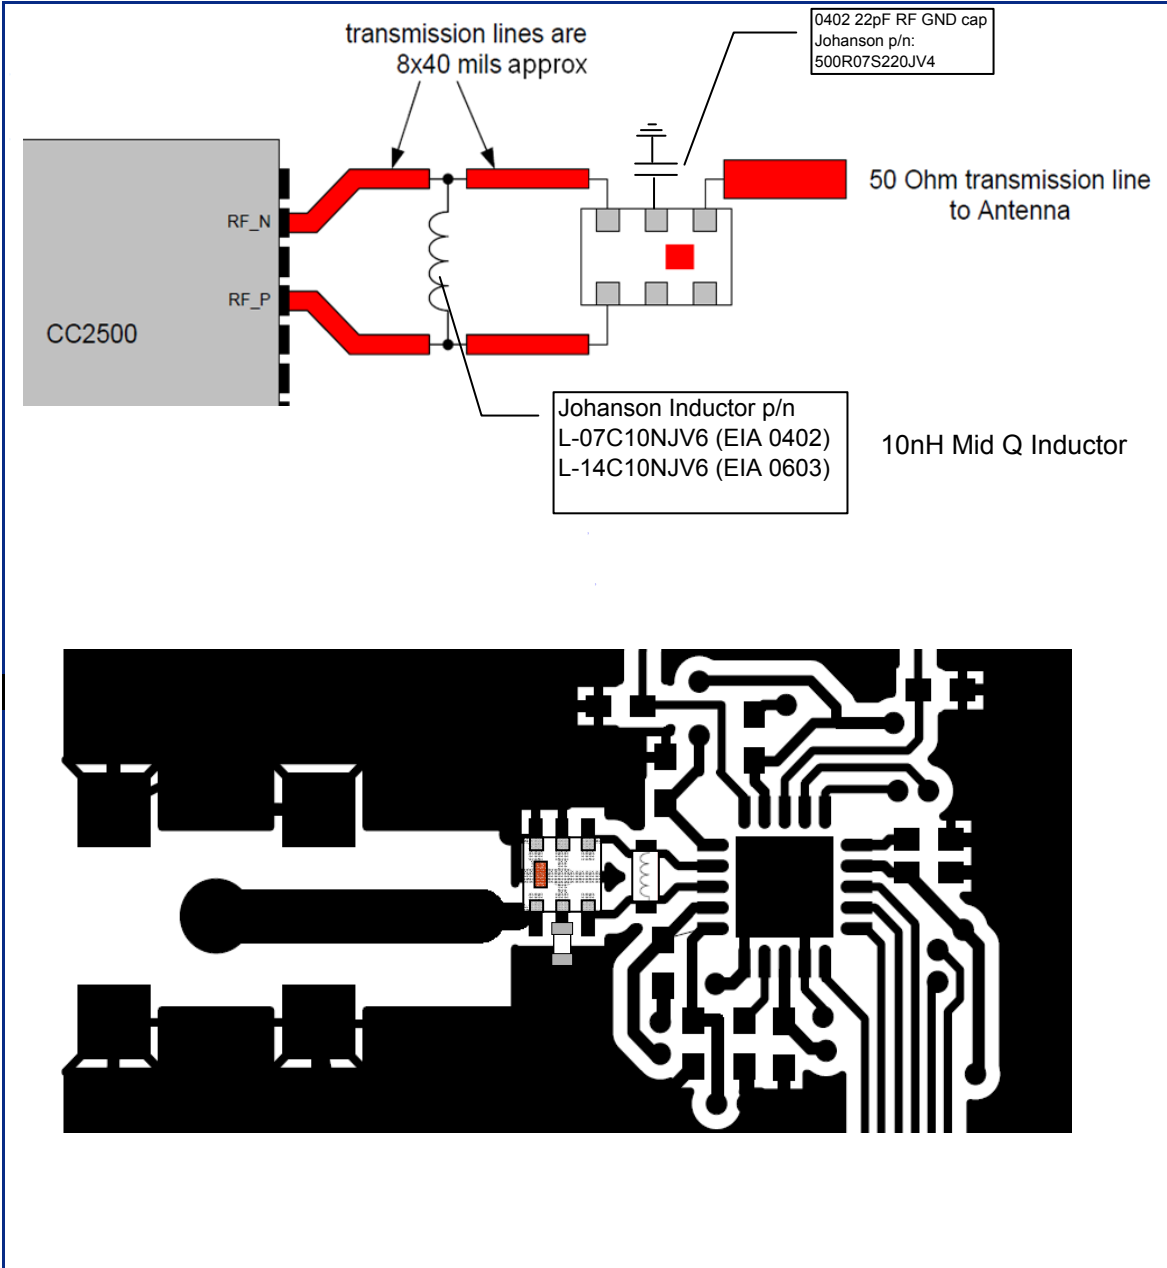 transmission lines are
8x40 mils approx
0402 22pF RF GND cap
Johanson p/n:
500R07S220JV4
50 Ohm transmission line
to Antenna
RF_N
RF_P
CC2500
Johanson Inductor p/n
L-07C10NJV6 (EIA 0402)
L-14C10NJV6 (EIA 0603)
10nH Mid Q Inductor